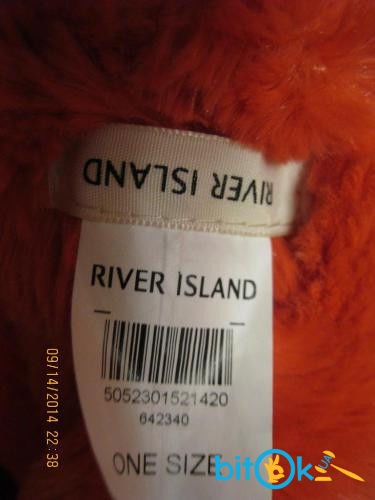 RIVER ISLAND
RIVER ISLAND
5052301521420
642340
ONE SIZE
09/14/2014 22:38
bitOk